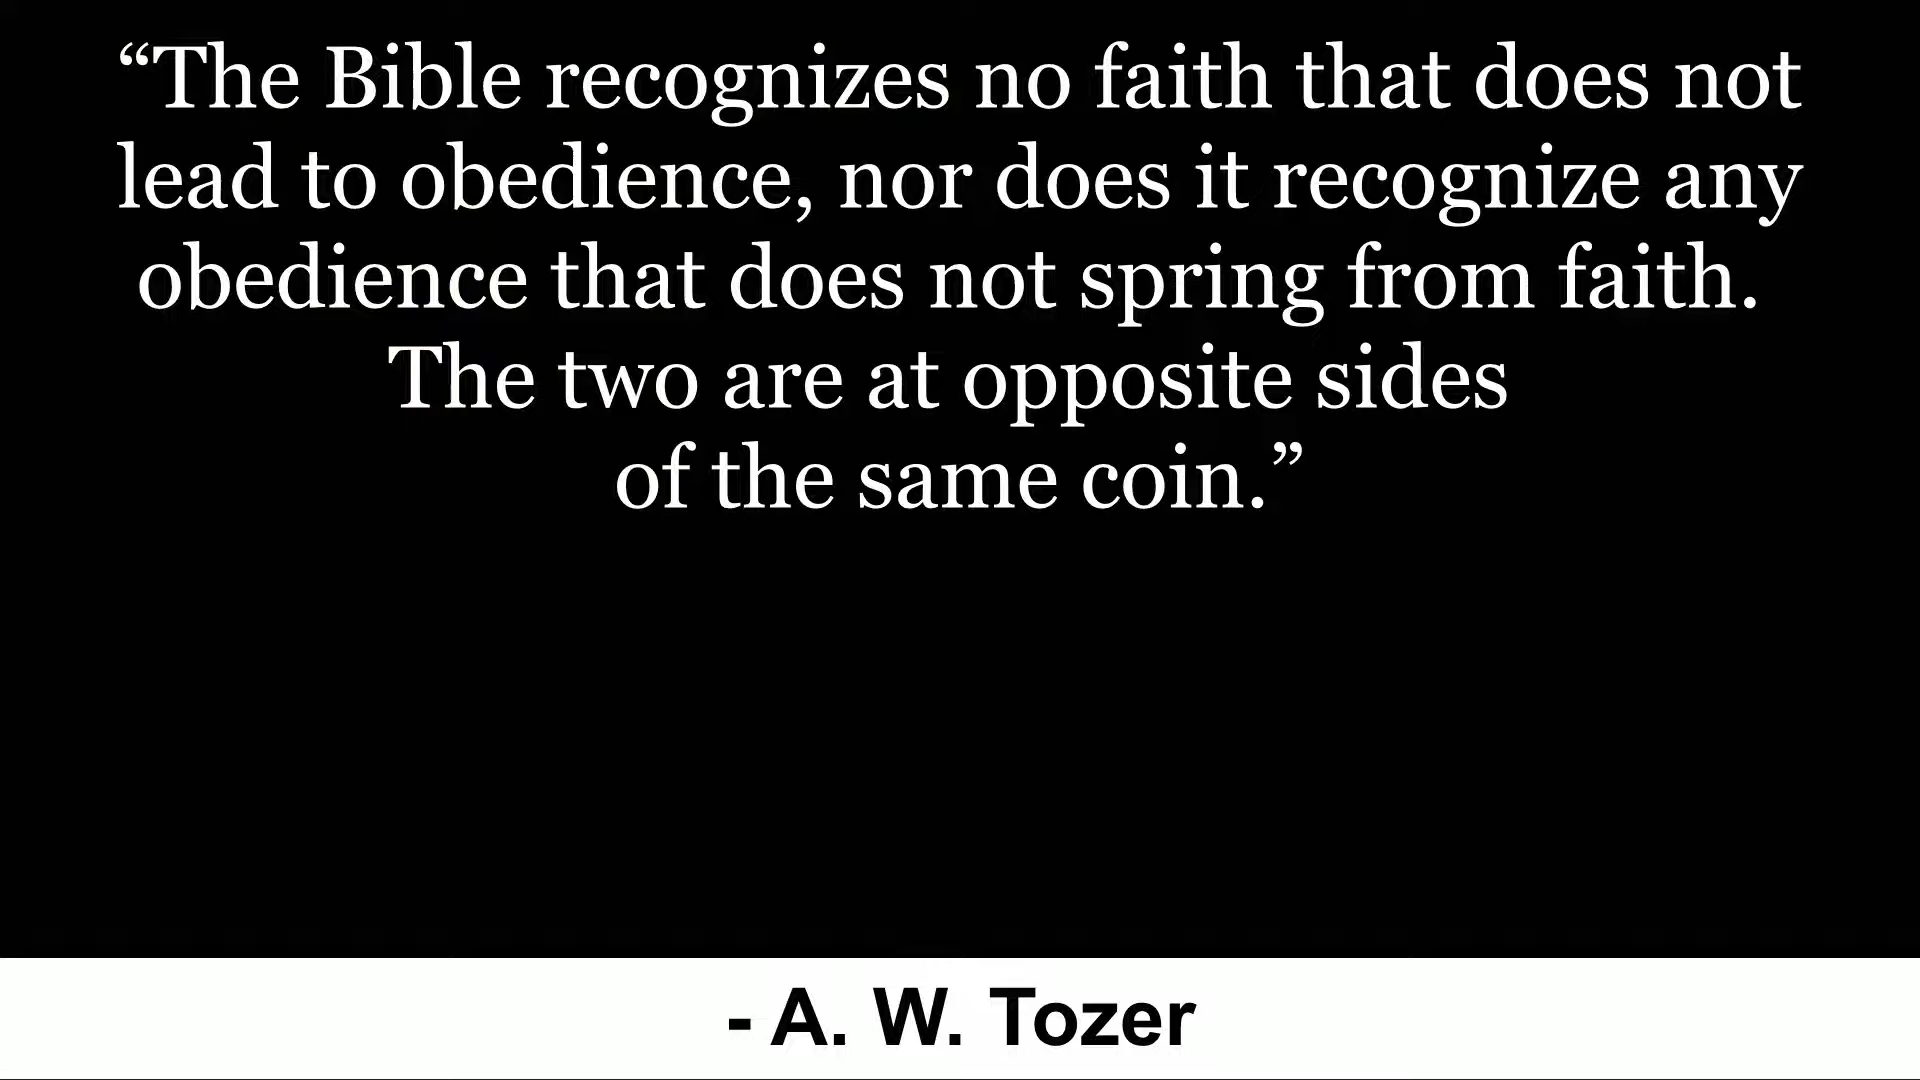 “The Bible recognizes no faith that does not
lead to obedience, nor does it recognize any
obedience that does not spring from faith.
The two are at opposite sides
of the same coin.”
- A. W. Tozer